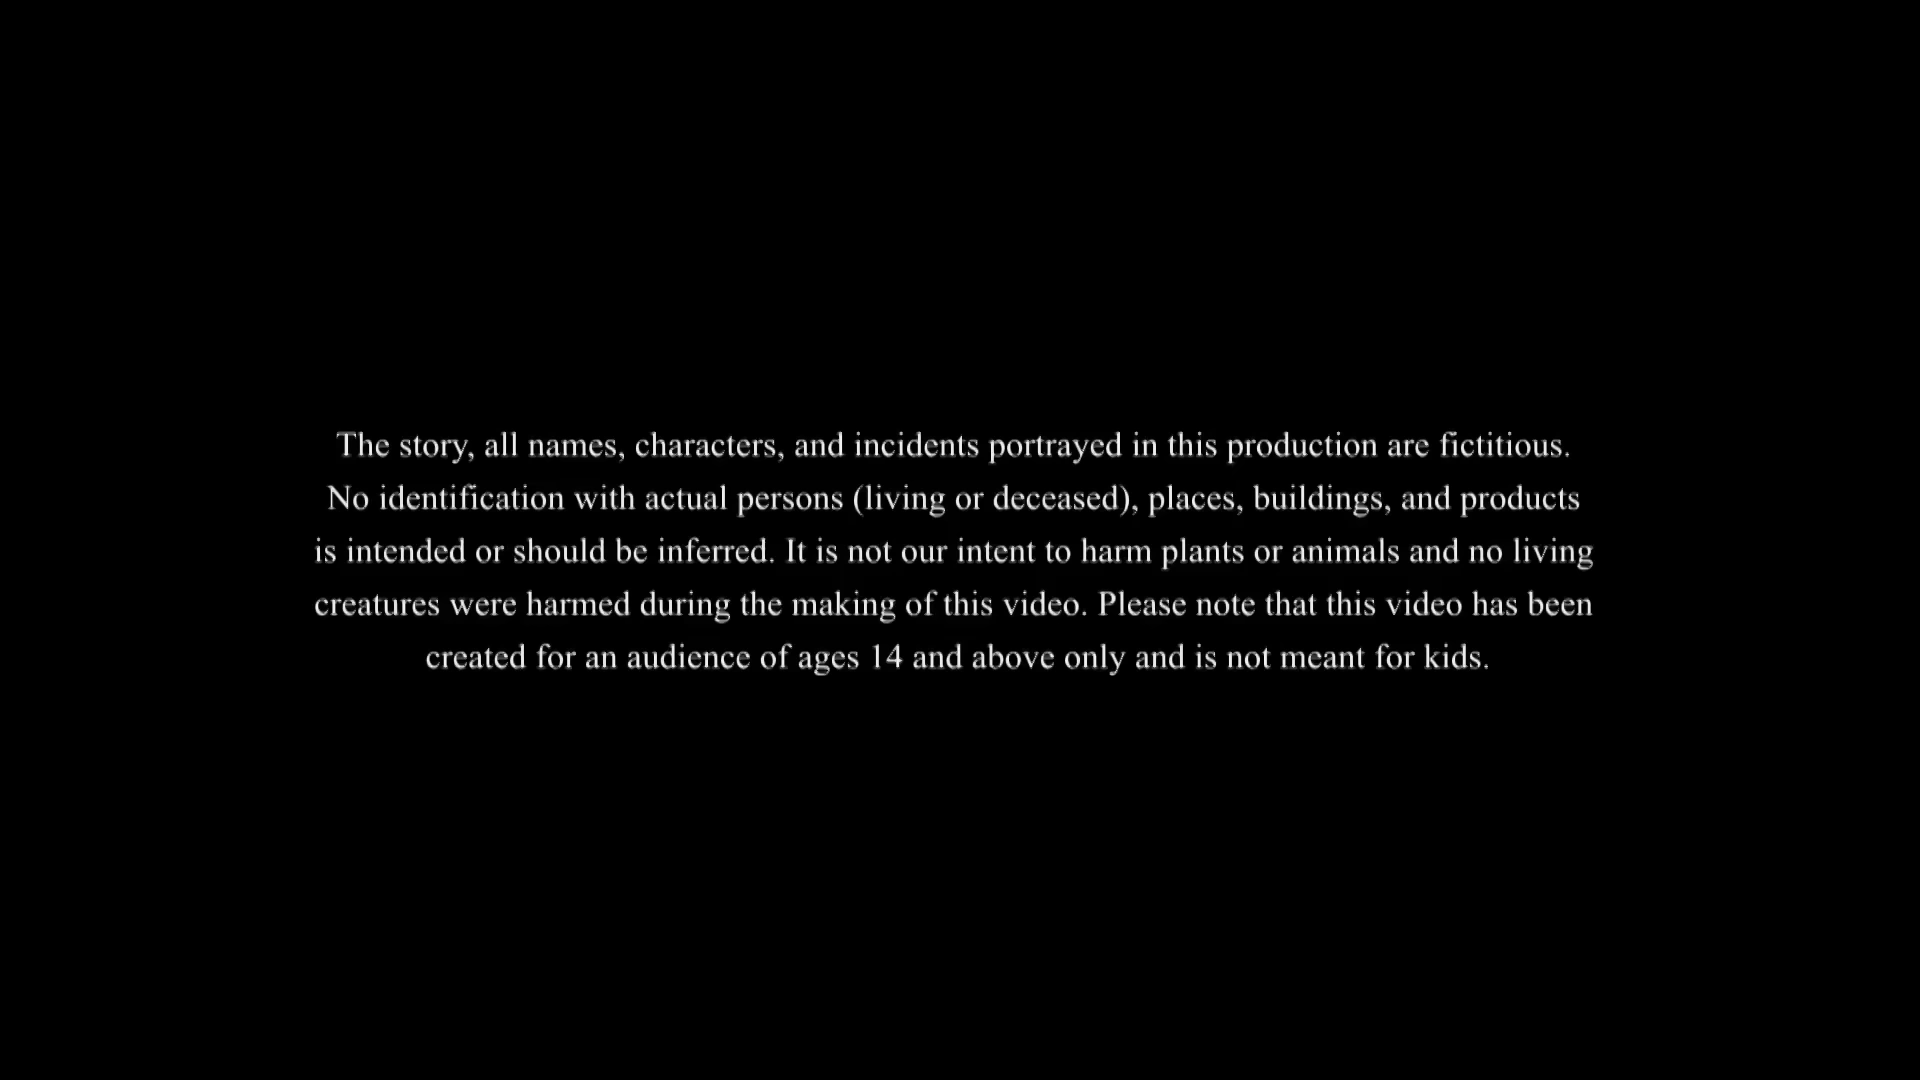 The story, all names, characters, and incidents portrayed in this production are fictitious.
No identification with actual persons (living or deceased), places, buildings, and products
is intended or should be inferred. It is not our intent to harm plants or animals and no living
creatures were harmed during the making of this video. Please note that this video has been
created for an audience of ages 14 and above only and is not meant for kids.